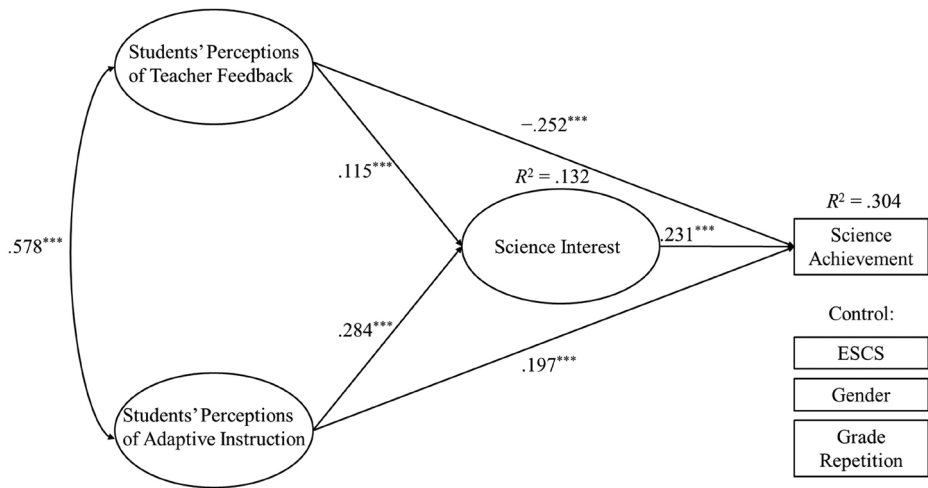 Students' Perceptions
of Teacher Feedback
−.252***
.115***
R² = .132
R² = .304
.578***
Science Interest
.231***
Science
Achievement
.284***
.197***
Control:
ESCS
Gender
Grade
Repetition
Students' Perceptions
of Adaptive Instruction